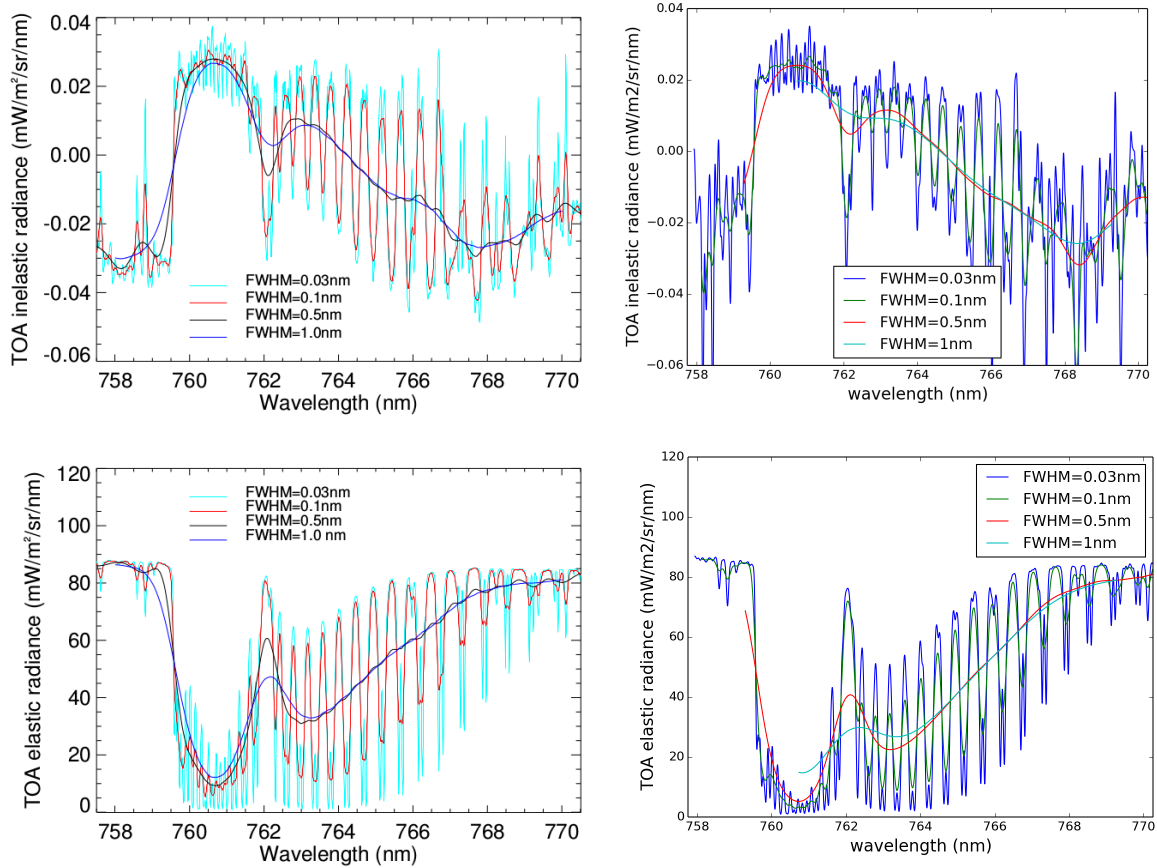 TOA inelastic radiance (mW/m²/sr/nm)
0.04
0.02
0.00
-0.02
-0.04
-0.06
FWHM=0.03nm
FWHM=0.1nm
FWHM=0.5nm
FWHM=1.0nm
758 760 762 764 766 768 770
Wavelength (nm)
TOA inelastic radiance (mW/m2/sr/nm)
0.04
0.02
0.00
−0.02
−0.04
−0.06
FWHM=0.03nm
FWHM=0.1nm
FWHM=0.5nm
FWHM=1nm
758 760 762 764 766 768 770
wavelength (nm)
TOA elastic radiance (mW/m²/sr/nm)
120
100
80
60
40
20
0
FWHM=0.03nm
FWHM=0.1nm
FWHM=0.5nm
FWHM=1.0 nm
758 760 762 764 766 768 770
Wavelength (nm)
TOA elastic radiance (mW/m2/sr/nm)
120
100
80
60
40
20
0
FWHM=0.03nm
FWHM=0.1nm
FWHM=0.5nm
FWHM=1nm
758 760 762 764 766 768 770
wavelength (nm)